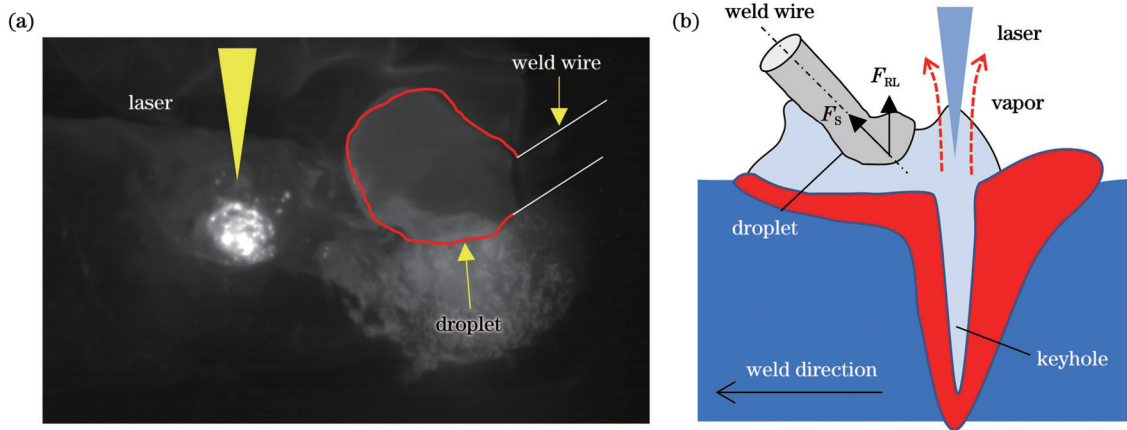 (a)
laser
weld wire
droplet
(b)
weld wire
laser
F_RL
F_S
vapor
droplet
keyhole
weld direction